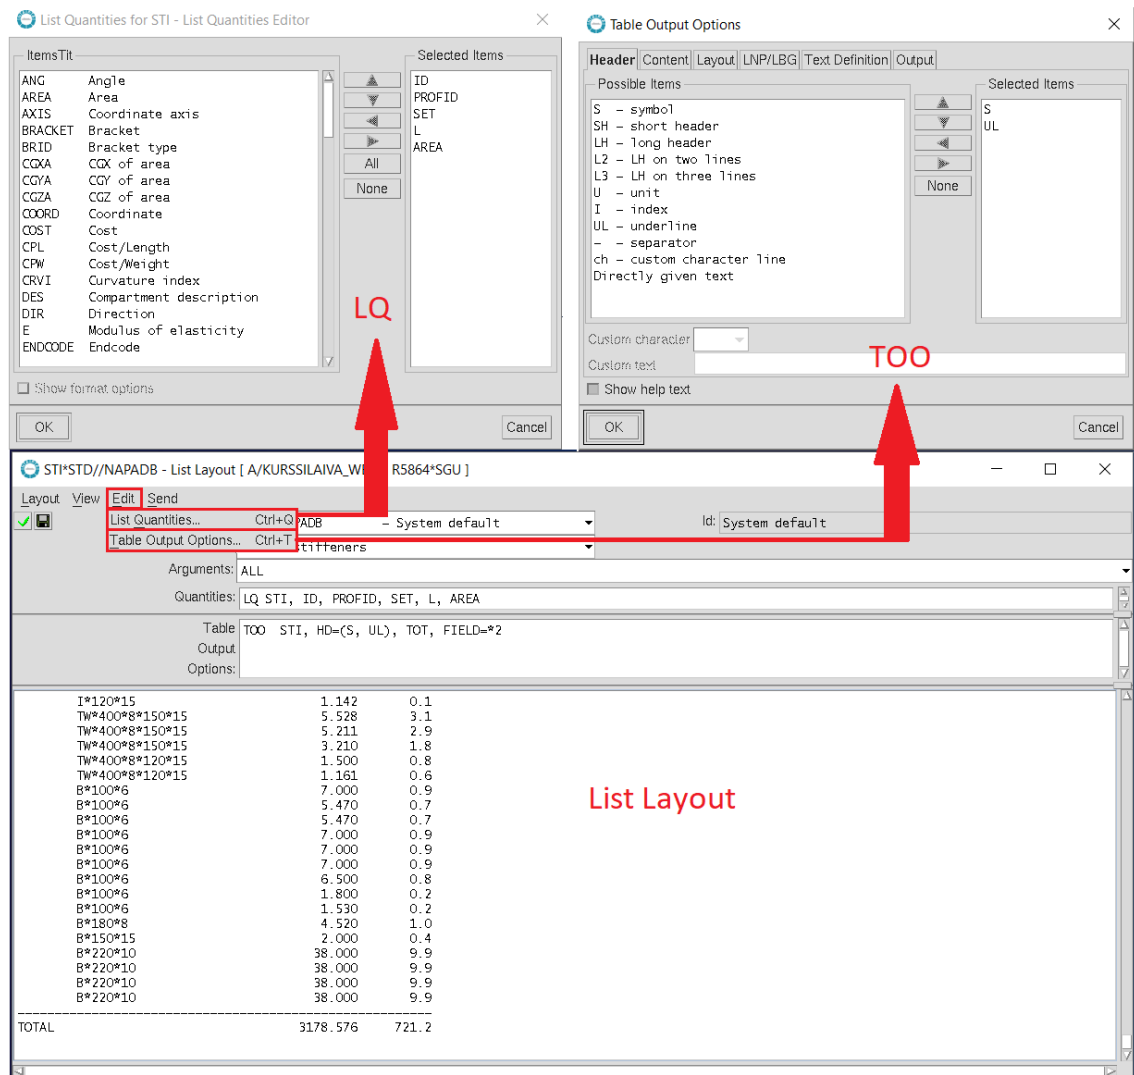 List Quantities for STI - List Quantities Editor
ItemsTit
ANG Angle
AREA Area
AXIS Coordinate axis
BRACKET Bracket
BRID Bracket type
CGXA CGX of area
CGYA CGY of area
CGZA CGZ of area
COORD Coordinate
COST Cost
CPL Cost/Length
CPW Cost/Weight
CRVI Curvature index
DES Compartment description
DIR Direction
E Modulus of elasticity
ENDCODE Endcode
All
None
Selected Items
ID
PROFID
SET
L
AREA
Show format options
OK
Cancel
LQ
Table Output Options
Header Content Layout LNP/LBG Text Definition Output
Possible Items
S - symbol
SH - short header
LH - long header
L2 - LH on two lines
L3 - LH on three lines
U - unit
I - index
UL - underline
- - separator
ch - custom character line
Directly given text
None
Selected Items
S
UL
Custom character
Custom text
Show help text
OK
Cancel
TOO
STI*STD//NAPADB - List Layout [ A/KURSSILAIVA_W R5864*SGU ]
Layout View Edit Send
List Quantities... Ctrl+Q
PADB - System default
Id: System default
Table Output Options... Ctrl+T
stiffeners
Arguments: ALL
Quantities: LQ STI, ID, PROFID, SET, L, AREA
Table Output Options: TOO STI, HD=(S, UL), TOT, FIELD=*2
I*120*15 1.142 0.1
TW*400*8*150*15 5.528 3.1
TW*400*8*150*15 5.211 2.9
TW*400*8*150*15 3.210 1.8
TW*400*8*120*15 1.500 0.8
TW*400*8*120*15 1.161 0.6
B*100*6 7.000 0.9
B*100*6 5.470 0.7
B*100*6 5.470 0.7
B*100*6 7.000 0.9
B*100*6 7.000 0.9
B*100*6 7.000 0.9
B*100*6 6.500 0.8
B*100*6 1.800 0.2
B*100*6 1.530 0.2
B*180*8 4.520 1.0
B*150*15 2.000 0.4
B*220*10 38.000 9.9
B*220*10 38.000 9.9
B*220*10 38.000 9.9
B*220*10 38.000 9.9
TOTAL 3178.576 721.2
List Layout